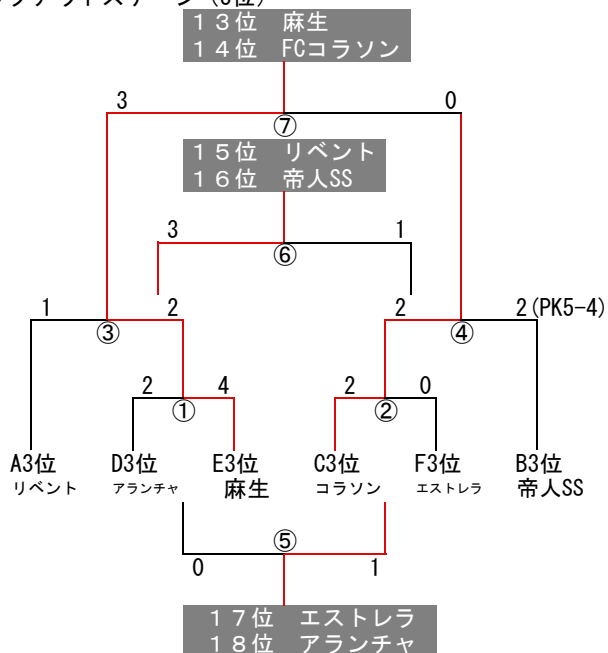 １３位　麻生
１４位　FCコラソン
3
0
⑦
１５位　リベント
１６位　帝人SS
3
1
⑥
1
2
2
2(PK5-4)
③
④
2
4
2
0
①
②
A3位
D3位
E3位
C3位
F3位
B3位
リベント
アランチャ
麻生
コラソン
エストレラ
帝人SS
⑤
0
1
１７位　エストレラ
１８位　アランチャ